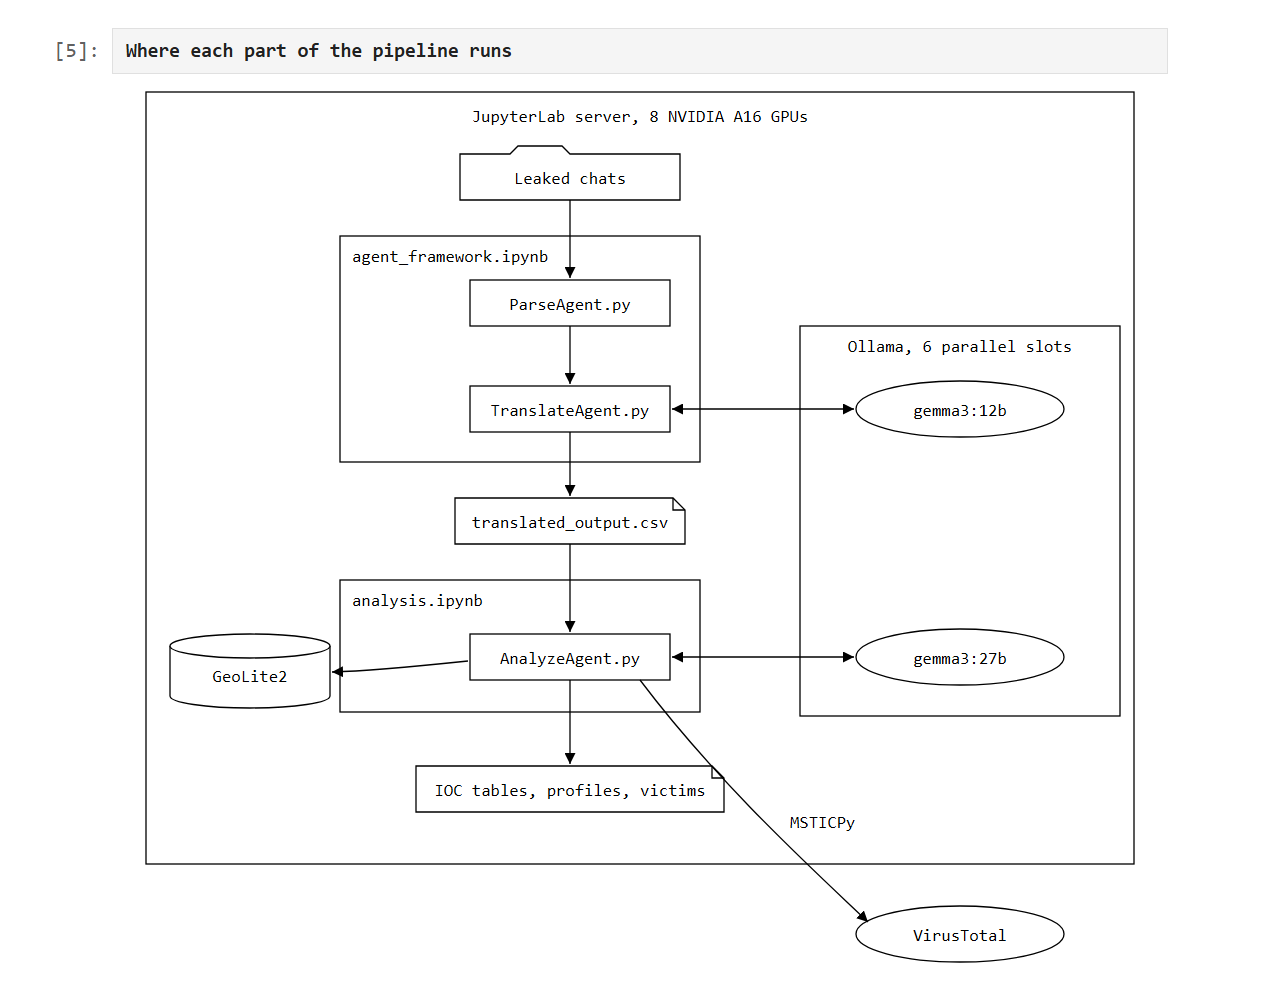 [5]: Where each part of the pipeline runs
JupyterLab server, 8 NVIDIA A16 GPUs
Leaked chats
agent_framework.ipynb
ParseAgent.py
Ollama, 6 parallel slots
TranslateAgent.py
gemma3:12b
translated_output.csv
analysis.ipynb
AnalyzeAgent.py
gemma3:27b
GeoLite2
IOC tables, profiles, victims
MSTICPy
VirusTotal